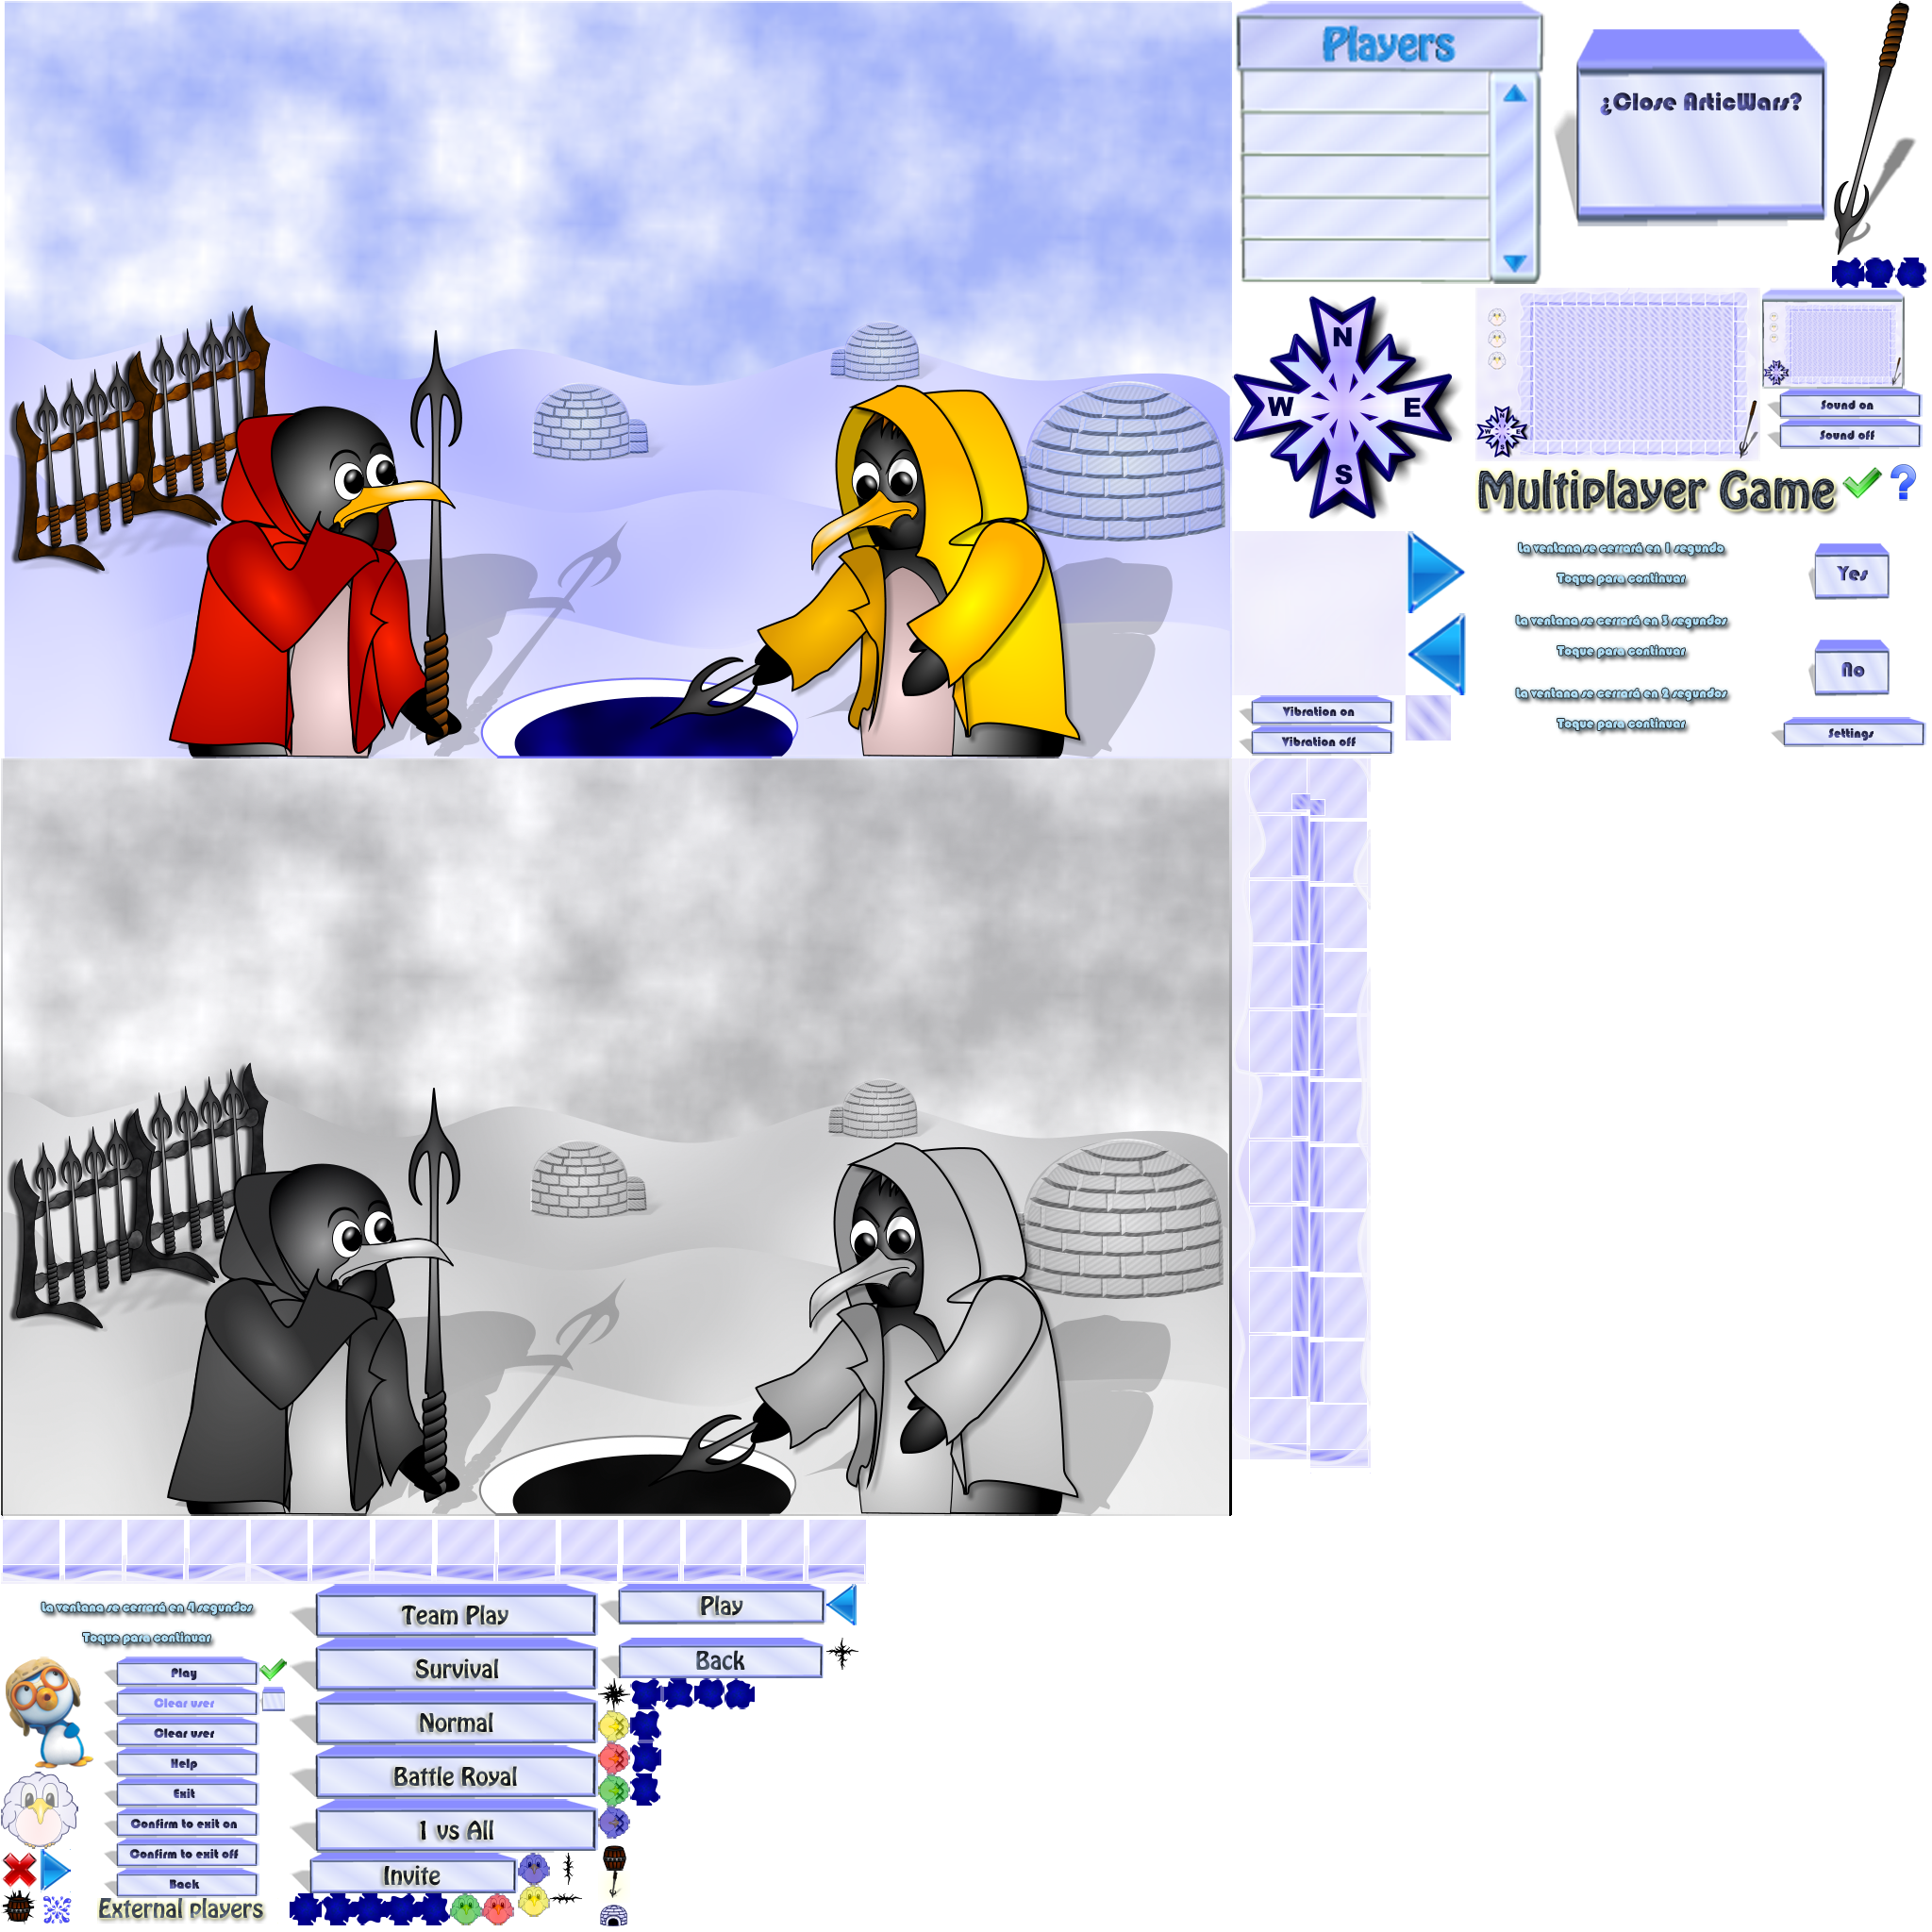 Players
¿Close ArticWars?
N
W E
S
Sound on
Sound off
Multiplayer Game
?
La ventana se cerrará en 1 segundo
Toque para continuar
Yes
La ventana se cerrará en 3 segundos
Toque para continuar
No
La ventana se cerrará en 2 segundos
Toque para continuar
Settings
Vibration on
Vibration off
La ventana se cerrará en 4 segundos
Toque para continuar
Play
Clear user
Clear user
Help
Exit
Confirm to exit on
Confirm to exit off
Back
External players
Team Play
Survival
Normal
Battle Royal
1 vs All
Invite
Play
Back